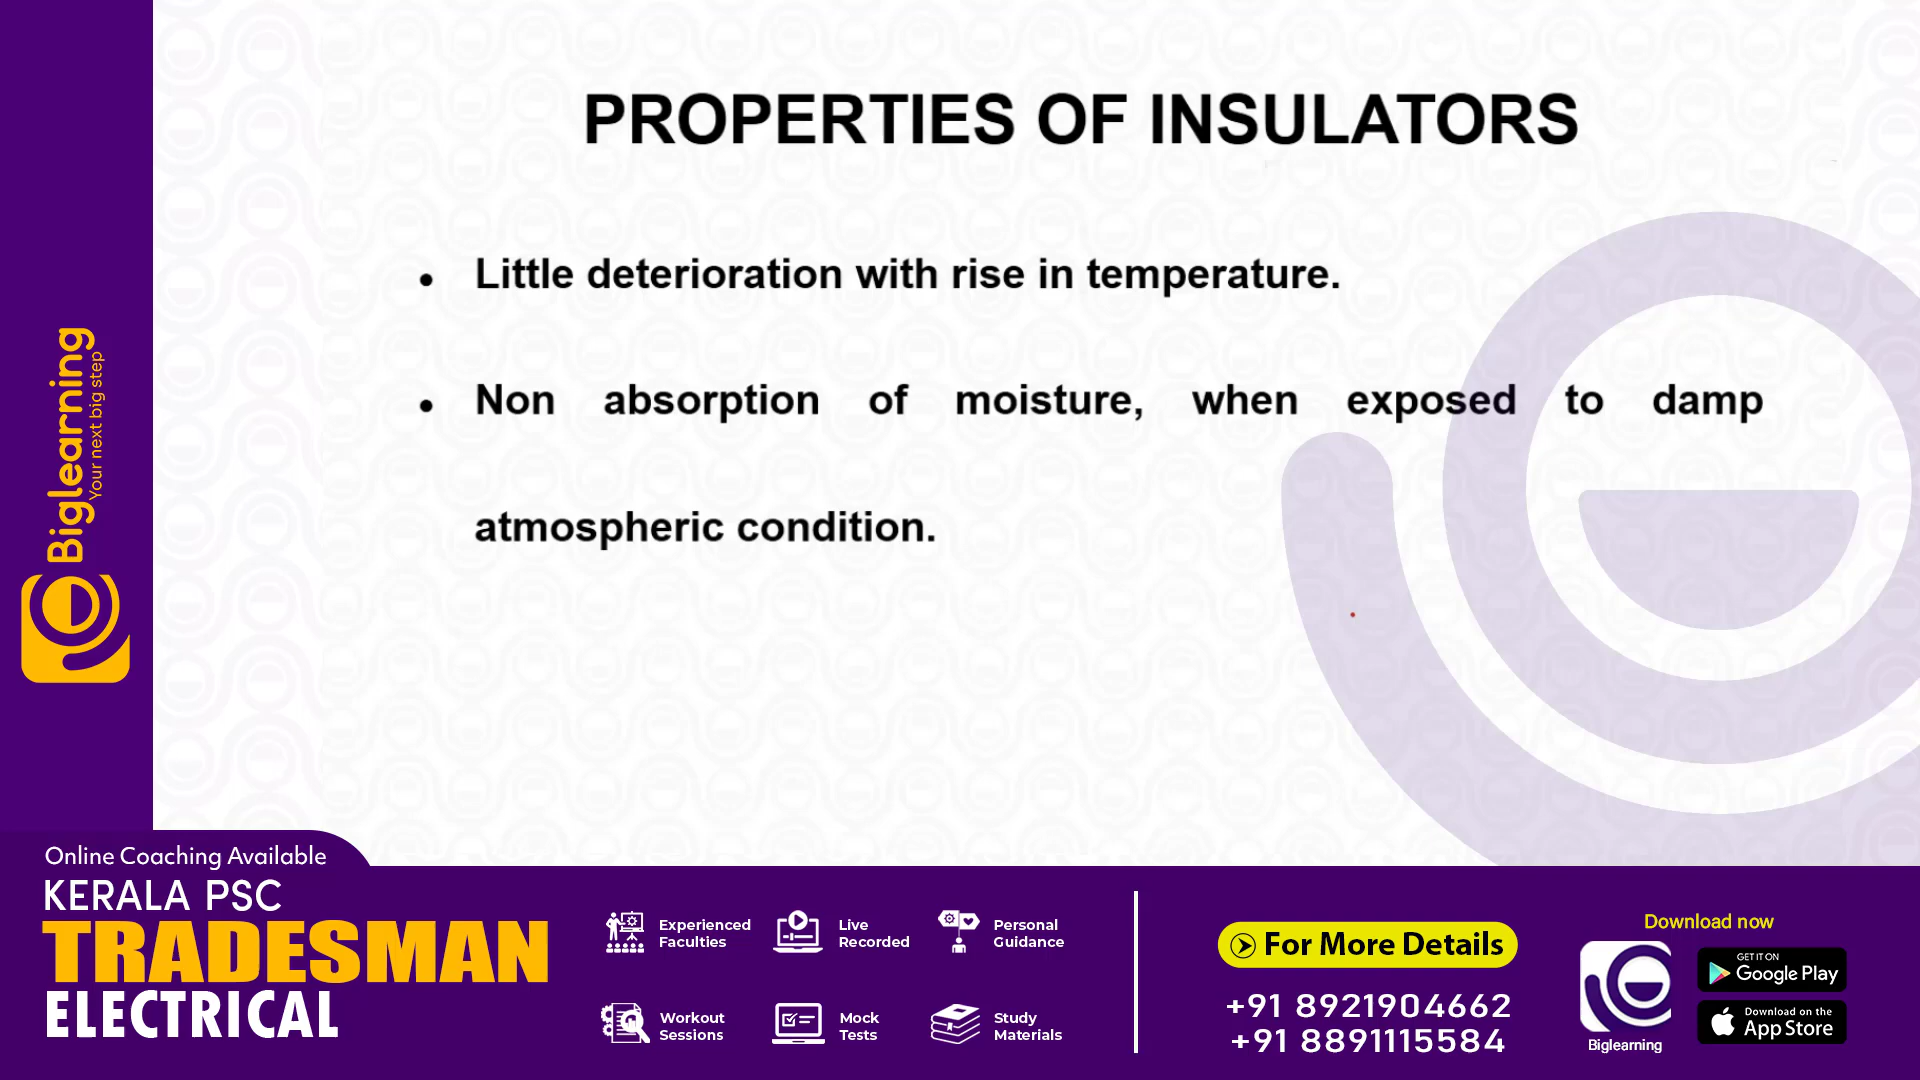 PROPERTIES OF INSULATORS
• Little deterioration with rise in temperature.
• Non absorption of moisture, when exposed to damp
atmospheric condition.
Biglearning
Your next big step
Online Coaching Available
KERALA PSC
TRADESMAN
ELECTRICAL
Experienced
Faculties
Live
Recorded
Personal
Guidance
Workout
Sessions
Mock
Tests
Study
Materials
For More Details
+91 8921904662
+91 8891115584
Download now
Biglearning
GET IT ON
Google Play
Download on the
App Store